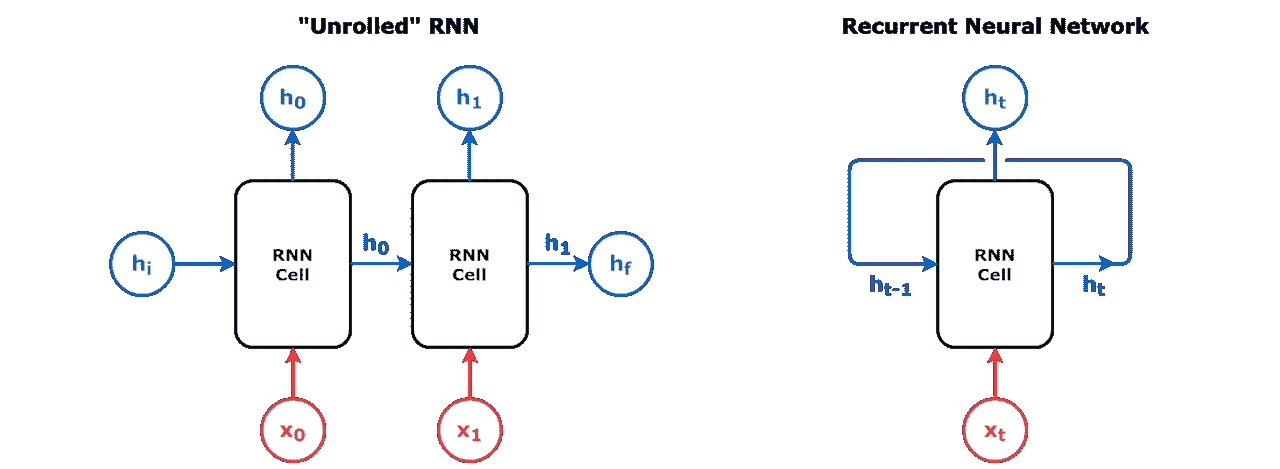 "Unrolled" RNN
h₀
h₁
hᵢ
RNN
Cell
h₀
RNN
Cell
h₁
h_f
x₀
x₁
Recurrent Neural Network
hₜ
hₜ₋₁
RNN
Cell
hₜ
xₜ